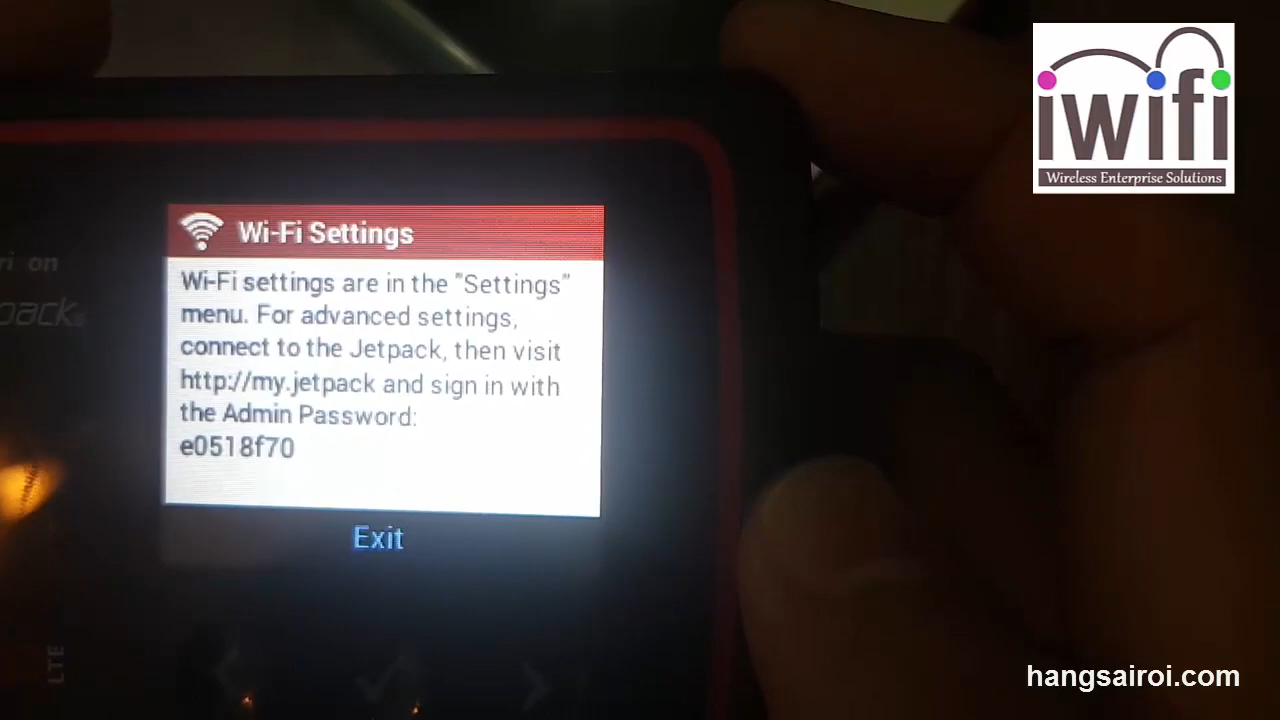 iwifi
Wireless Enterprise Solutions
Wi-Fi Settings
Wi-Fi settings are in the "Settings"
menu. For advanced settings,
connect to the Jetpack, then visit
http://my.jetpack and sign in with
the Admin Password:
e0518f70
Exit
on
LTE
hangsairoi.com